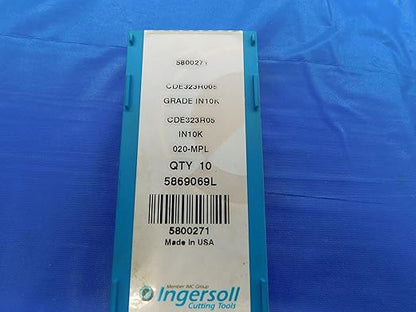 5800271
CDE323R005
GRADE IN10K
CDE323R05
IN10K
020-MPL
QTY 10
5869069L
5800271
Made In USA
Member IMC Group
Ingersoll
Cutting Tools